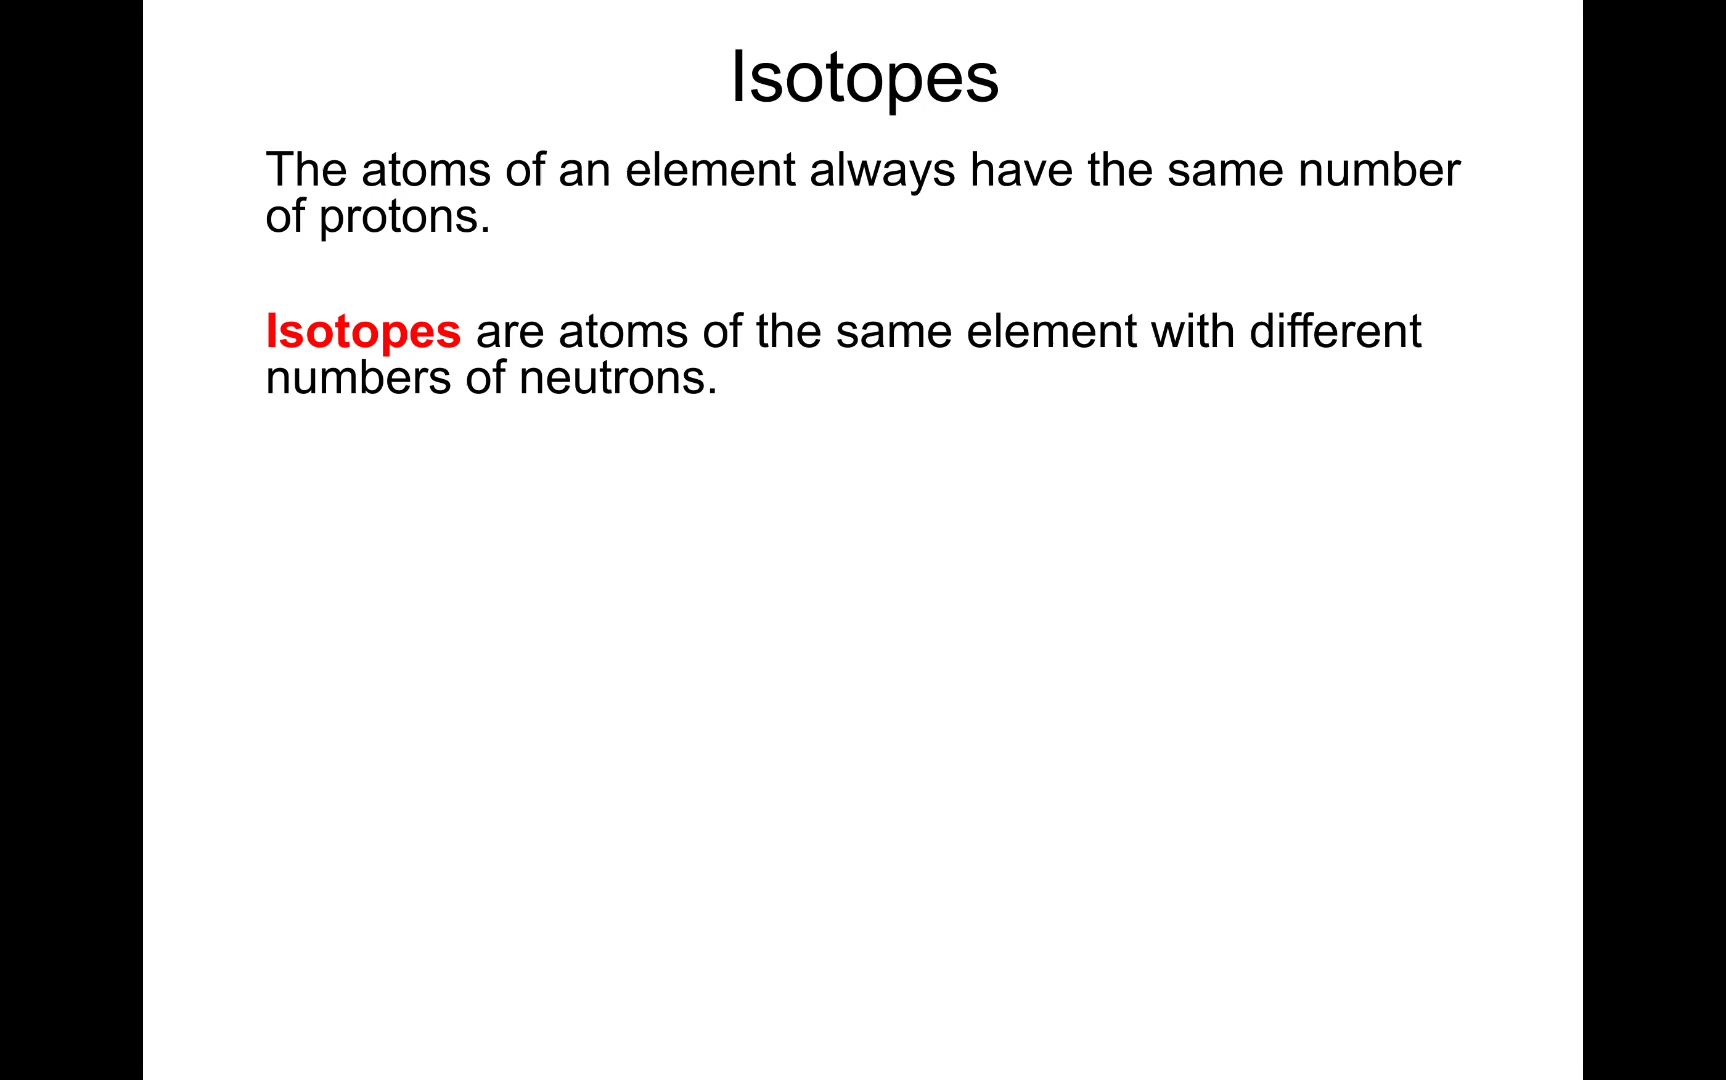 Isotopes
The atoms of an element always have the same number
of protons.
Isotopes are atoms of the same element with different
numbers of neutrons.